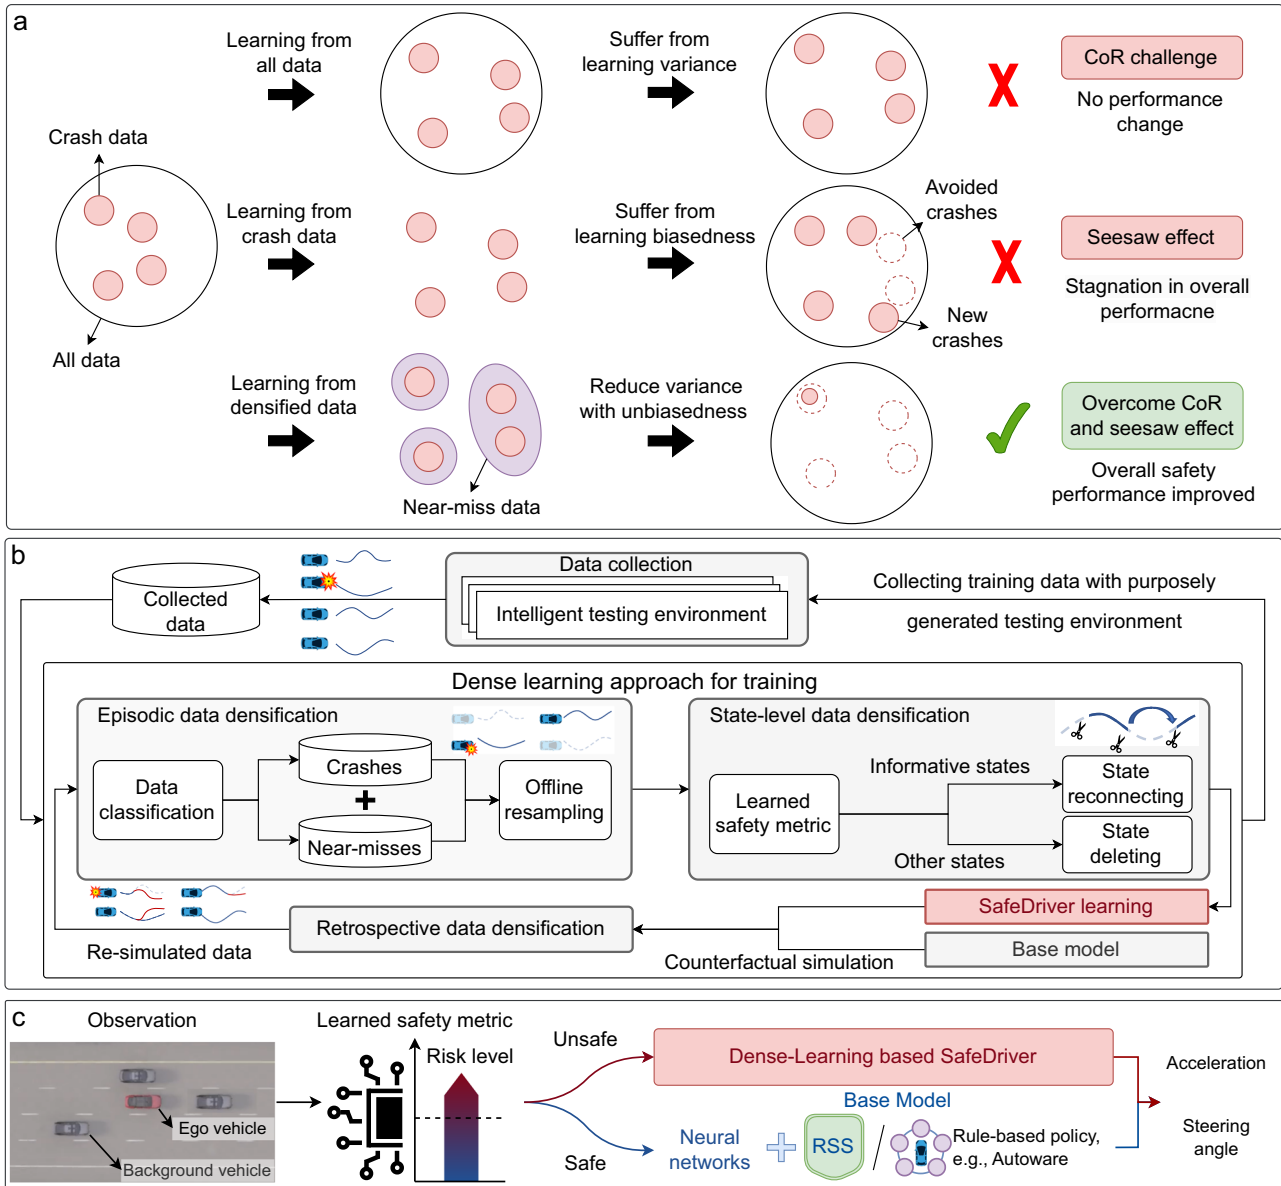 a
Learning from
all data
Suffer from
learning variance
CoR challenge
No performance
change
Crash data
All data
Learning from
crash data
Suffer from
learning biasedness
Avoided
crashes
New
crashes
Seesaw effect
Stagnation in overall
performacne
Learning from
densified data
Near-miss data
Reduce variance
with unbiasedness
Overcome CoR
and seesaw effect
Overall safety
performance improved
b
Collected
data
Data collection
Intelligent testing environment
Collecting training data with purposely
generated testing environment
Dense learning approach for training
Episodic data densification
Data
classification
Crashes
Near-misses
Offline
resampling
State-level data densification
Learned
safety metric
Informative states
Other states
State
reconnecting
State
deleting
SafeDriver learning
Base model
Counterfactual simulation
Retrospective data densification
Re-simulated data
c
Observation
Ego vehicle
Background vehicle
Learned safety metric
Risk level
Unsafe
Safe
Dense-Learning based SafeDriver
Base Model
Neural
networks
RSS
Rule-based policy,
e.g., Autoware
Acceleration
Steering
angle